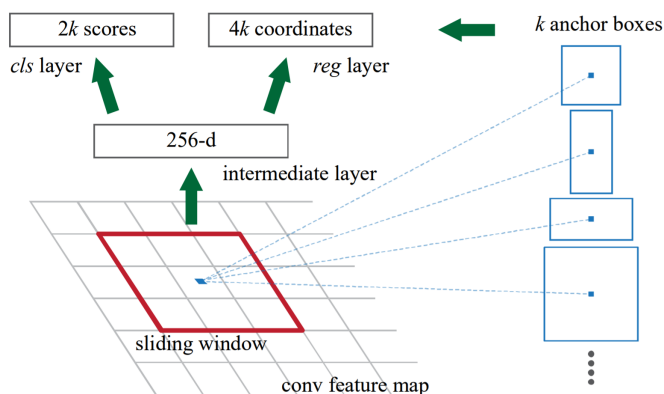 2k scores
4k coordinates
k anchor boxes
cls layer
reg layer
256-d
intermediate layer
sliding window
conv feature map